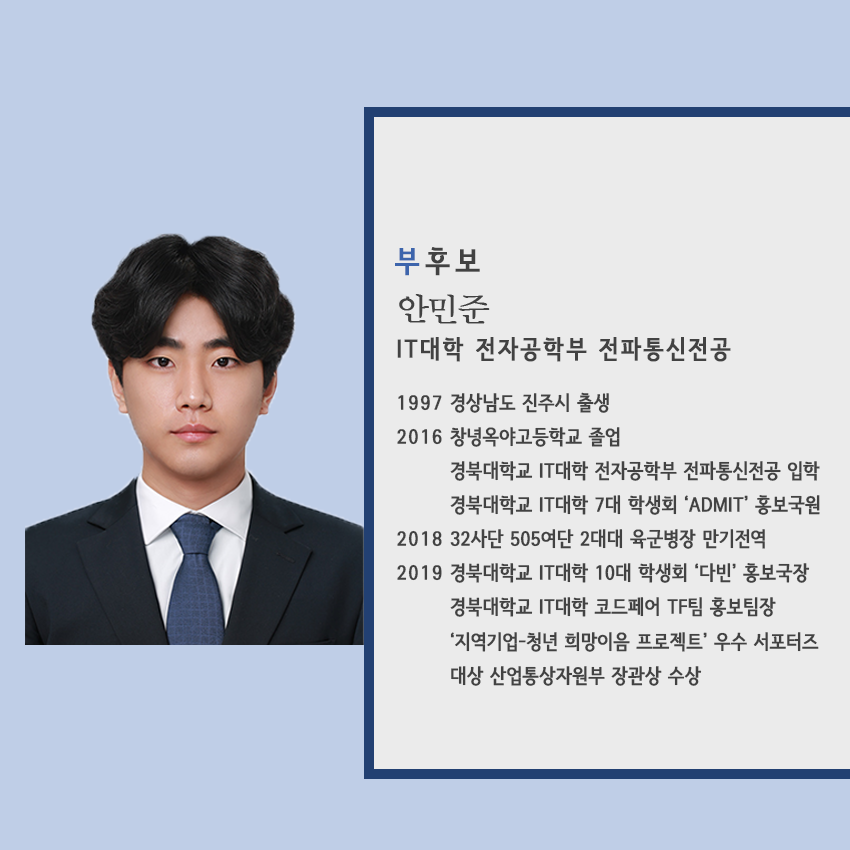 부후보
안민준
IT대학 전자공학부 전파통신전공
1997 경상남도 진주시 출생
2016 창녕옥야고등학교 졸업
경북대학교 IT대학 전자공학부 전파통신전공 입학
경북대학교 IT대학 7대 학생회 ‘ADMIT’ 홍보국원
2018 32사단 505여단 2대대 육군병장 만기전역
2019 경북대학교 IT대학 10대 학생회 ‘다빈’ 홍보국장
경북대학교 IT대학 코드페어 TF팀 홍보팀장
‘지역기업-청년 희망이음 프로젝트’ 우수 서포터즈
대상 산업통상자원부 장관상 수상